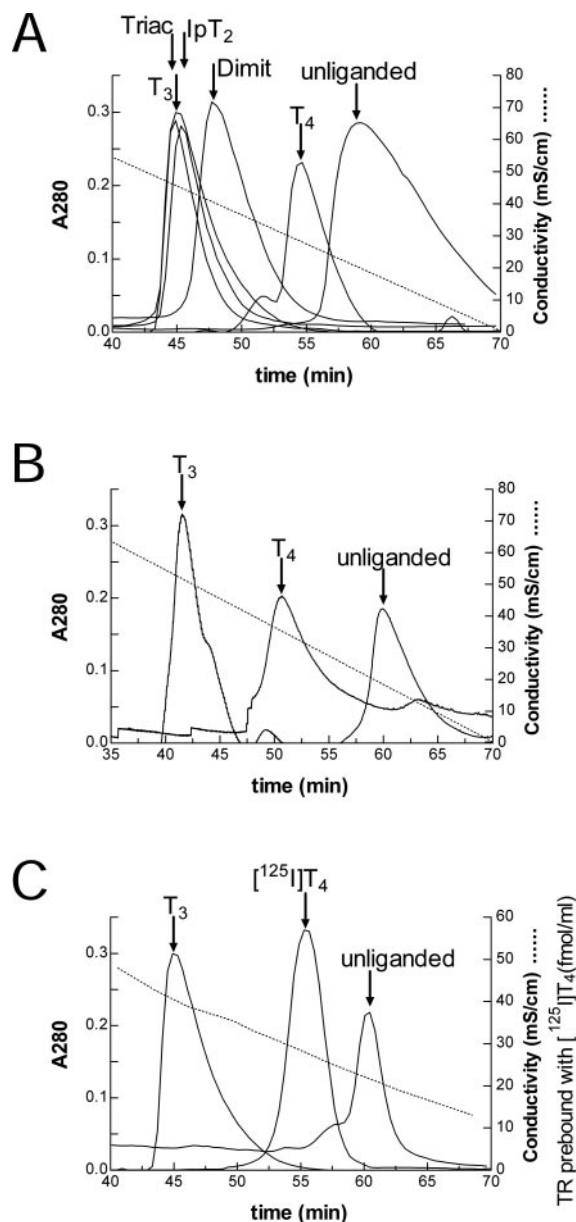 A
Triac IpT2
T3
Dimit
unliganded
T4
80
70
60
50
40
30
20
10
0
0.3
0.2
0.1
0.0
A280
Conductivity (mS/cm) ......
40 45 50 55 60 65 70
time (min)
B
T3
T4
unliganded
80
70
60
50
40
30
20
10
0
0.3
0.2
0.1
0.0
A280
Conductivity (mS/cm) ......
35 40 45 50 55 60 65 70
time (min)
C
T3
[125I]T4
unliganded
60
50
40
30
20
10
0
0.3
0.2
0.1
0.0
A280
Conductivity (mS/cm) ......
TR prebound with [125I]T4(fmol/ml)
40 45 50 55 60 65 70
time (min)